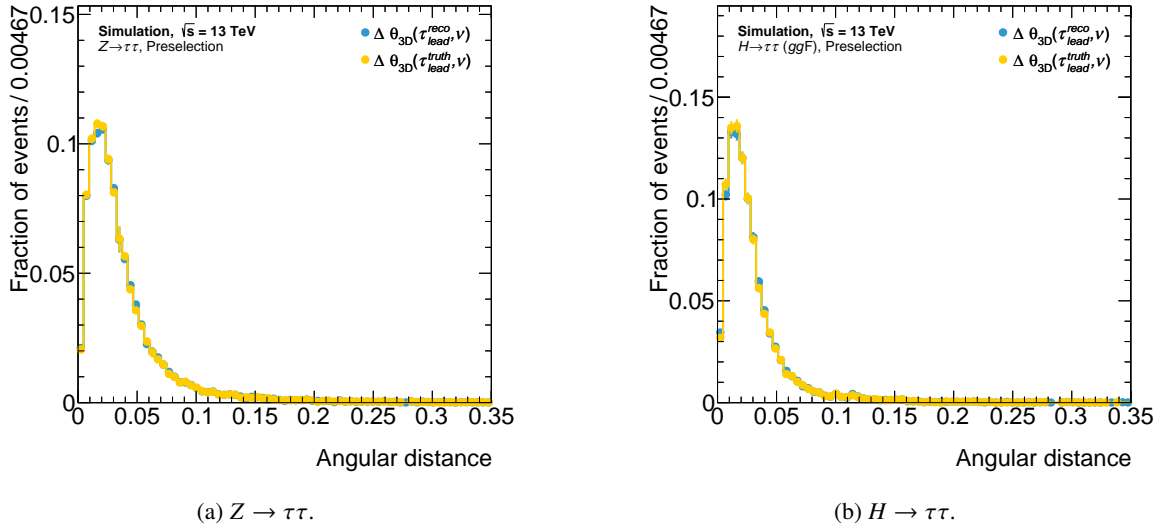 Simulation, √s = 13 TeV
Z→ττ, Preselection
Δ θ3D(τ^reco_lead,ν)
Δ θ3D(τ^truth_lead,ν)
Fraction of events / 0.00467
0.15
0.1
0.05
0
0 0.05 0.1 0.15 0.2 0.25 0.3 0.35
Angular distance
(a) Z → ττ.
Simulation, √s = 13 TeV
H→ττ (ggF), Preselection
Δ θ3D(τ^reco_lead,ν)
Δ θ3D(τ^truth_lead,ν)
Fraction of events / 0.00467
0.15
0.1
0.05
0
0 0.05 0.1 0.15 0.2 0.25 0.3 0.35
Angular distance
(b) H → ττ.